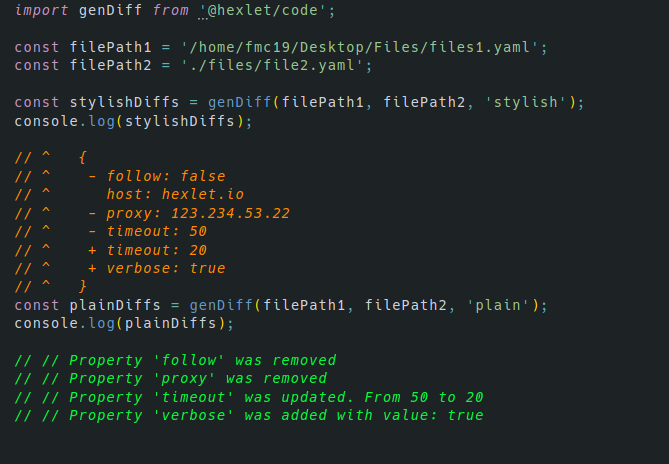 import genDiff from '@hexlet/code';
const filePath1 = '/home/fmc19/Desktop/Files/files1.yaml';
const filePath2 = './files/file2.yaml';
const stylishDiffs = genDiff(filePath1, filePath2, 'stylish');
console.log(stylishDiffs);
// ^   {
// ^    - follow: false
// ^      host: hexlet.io
// ^    - proxy: 123.234.53.22
// ^    - timeout: 50
// ^    + timeout: 20
// ^    + verbose: true
// ^   }
const plainDiffs = genDiff(filePath1, filePath2, 'plain');
console.log(plainDiffs);
// // Property 'follow' was removed
// // Property 'proxy' was removed
// // Property 'timeout' was updated. From 50 to 20
// // Property 'verbose' was added with value: true